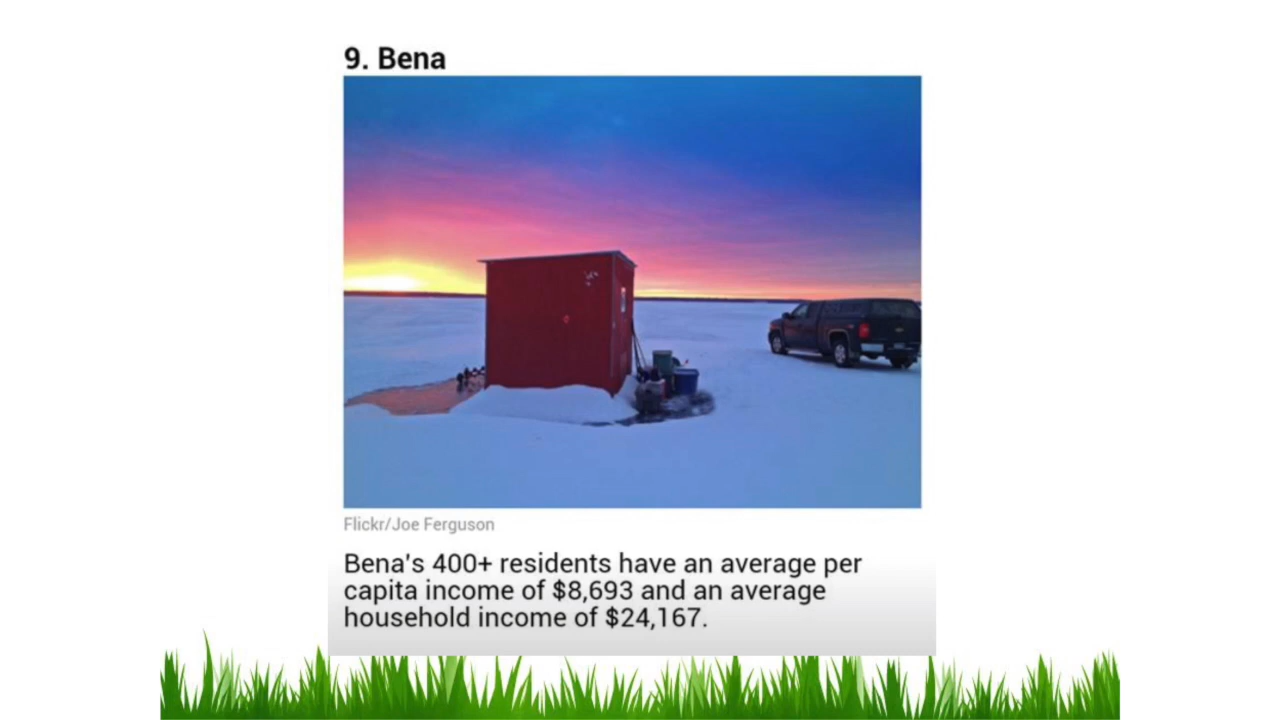 9. Bena
Flickr/Joe Ferguson
Bena's 400+ residents have an average per
capita income of $8,693 and an average
household income of $24,167.